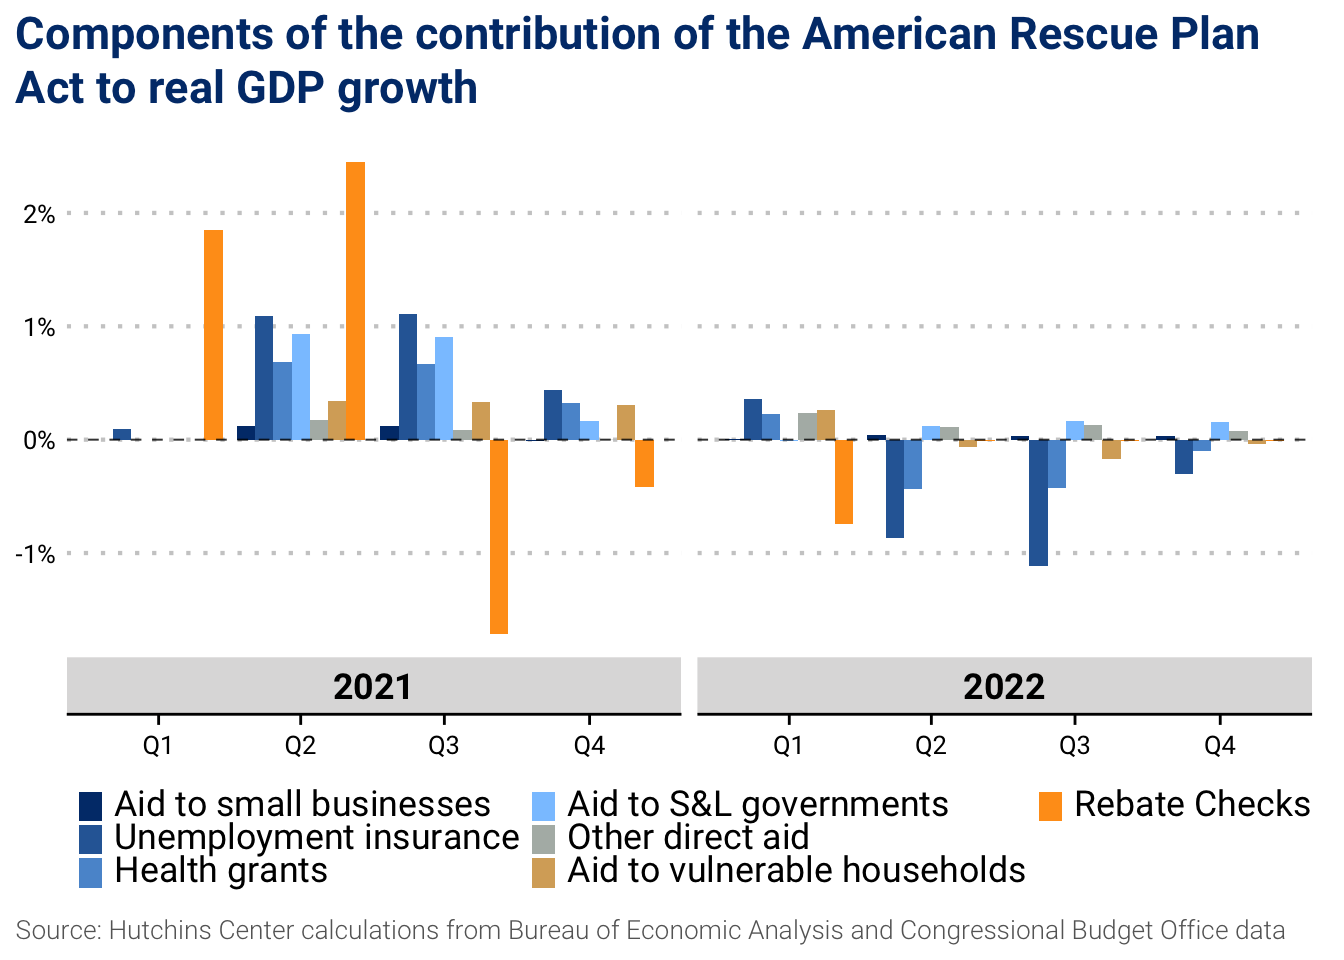 Components of the contribution of the American Rescue Plan
Act to real GDP growth
2%
1%
0%
-1%
2021
2022
Q1
Q2
Q3
Q4
Q1
Q2
Q3
Q4
Aid to small businesses
Unemployment insurance
Health grants
Aid to S&L governments
Other direct aid
Aid to vulnerable households
Rebate Checks
Source: Hutchins Center calculations from Bureau of Economic Analysis and Congressional Budget Office data